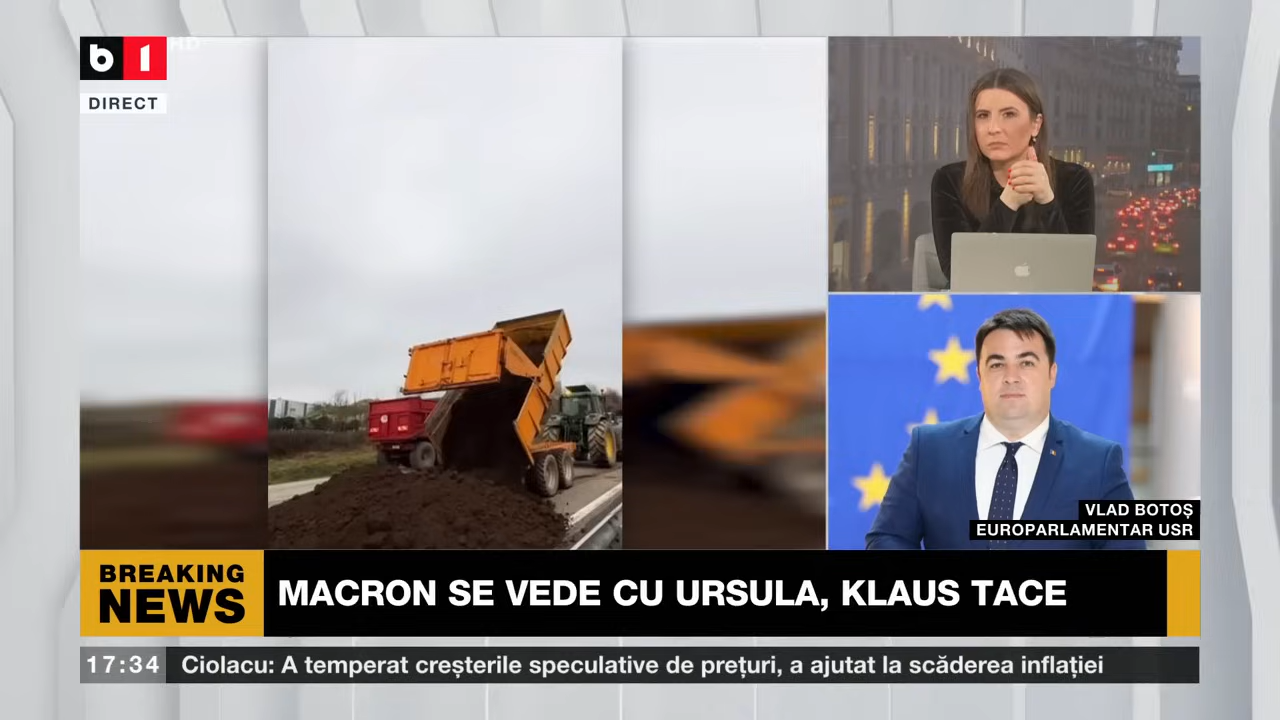 b1
HD
DIRECT
VLAD BOTOȘ
EUROPARLAMENTAR USR
BREAKING
NEWS
MACRON SE VEDE CU URSULA, KLAUS TACE
17:34 Ciolacu: A temperat creșterile speculative de prețuri, a ajutat la scăderea inflației